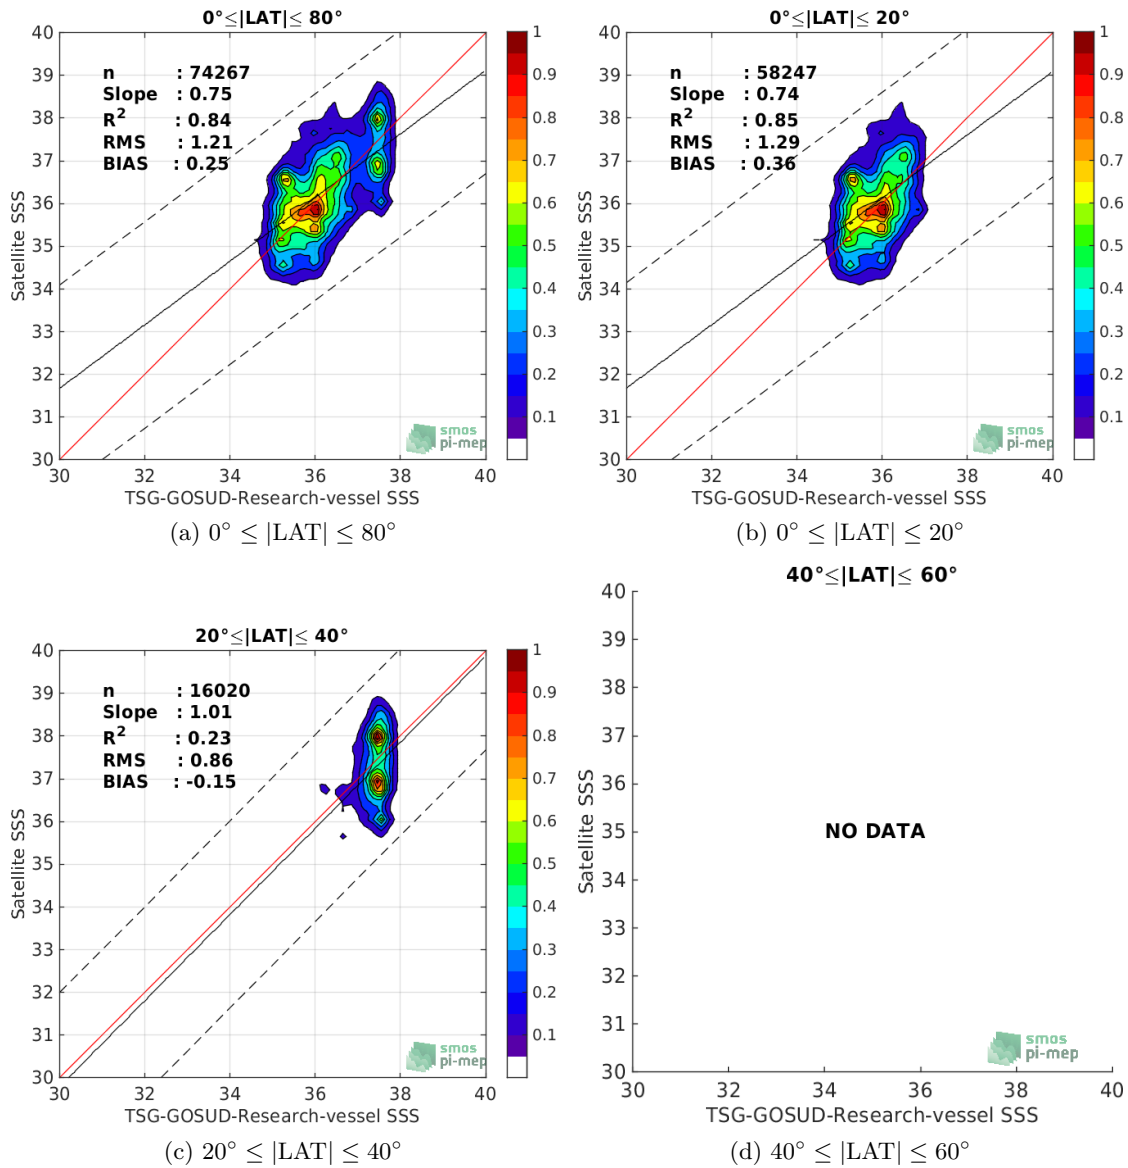 0°≤|LAT|≤ 80°
n : 74267
Slope : 0.75
R² : 0.84
RMS : 1.21
BIAS : 0.25
Satellite SSS
40
39
38
37
36
35
34
33
32
31
30
30 32 34 36 38 40
TSG-GOSUD-Research-vessel SSS
1
0.9
0.8
0.7
0.6
0.5
0.4
0.3
0.2
0.1
smos
pi-mep
(a) 0° ≤ |LAT| ≤ 80°
0°≤|LAT|≤ 20°
n : 58247
Slope : 0.74
R² : 0.85
RMS : 1.29
BIAS : 0.36
Satellite SSS
40
39
38
37
36
35
34
33
32
31
30
30 32 34 36 38 40
TSG-GOSUD-Research-vessel SSS
1
0.9
0.8
0.7
0.6
0.5
0.4
0.3
0.2
0.1
smos
pi-mep
(b) 0° ≤ |LAT| ≤ 20°
20°≤|LAT|≤ 40°
n : 16020
Slope : 1.01
R² : 0.23
RMS : 0.86
BIAS : -0.15
Satellite SSS
40
39
38
37
36
35
34
33
32
31
30
30 32 34 36 38 40
TSG-GOSUD-Research-vessel SSS
1
0.9
0.8
0.7
0.6
0.5
0.4
0.3
0.2
0.1
smos
pi-mep
(c) 20° ≤ |LAT| ≤ 40°
40°≤|LAT|≤ 60°
NO DATA
Satellite SSS
40
39
38
37
36
35
34
33
32
31
30
30 32 34 36 38 40
TSG-GOSUD-Research-vessel SSS
smos
pi-mep
(d) 40° ≤ |LAT| ≤ 60°